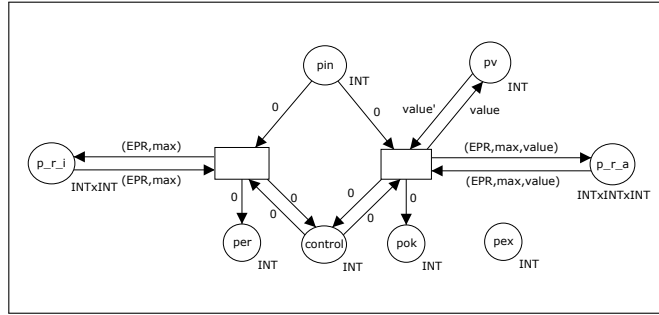 pin
INT
pv
INT
0
0
value'
value
p_r_i
INTxINT
(EPR,max)
(EPR,max)
(EPR,max,value)
(EPR,max,value)
p_r_a
INTxINTxINT
0
0
0
0
0
0
per
INT
control
INT
pok
INT
pex
INT